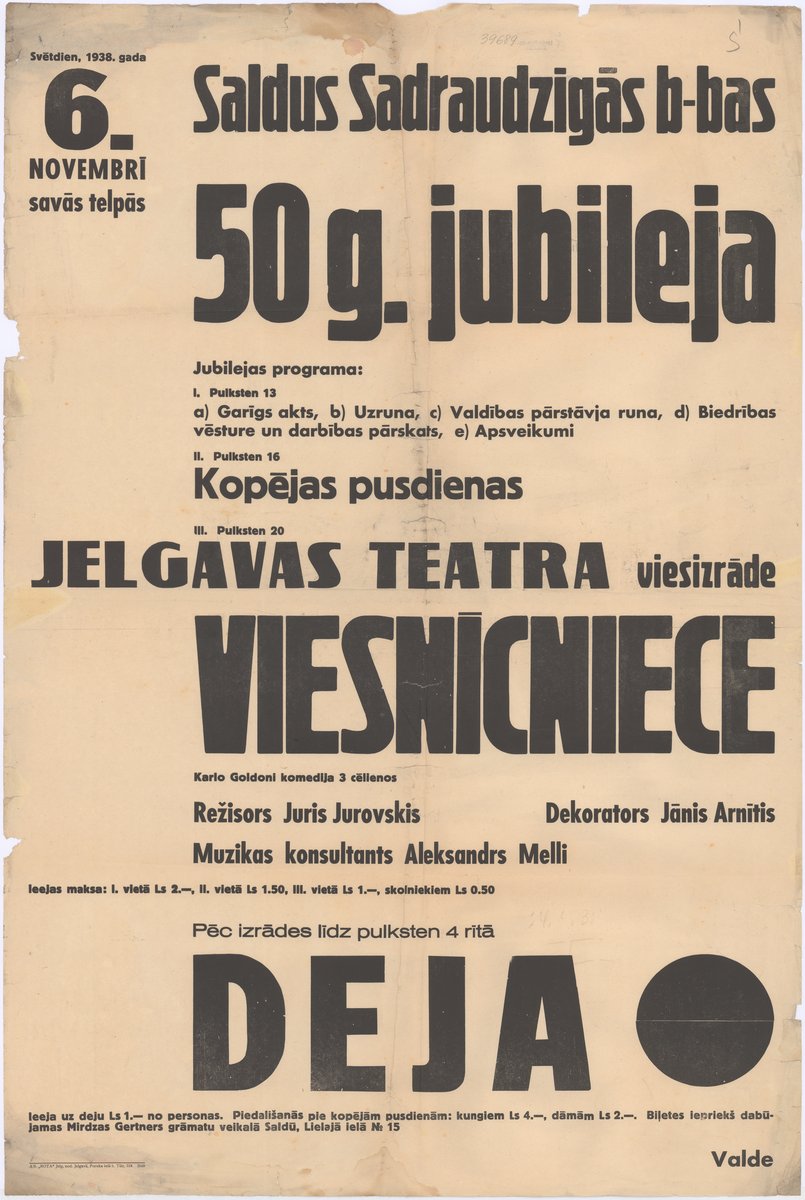 Svētdien, 1938. gada
6.
NOVEMBRĪ
savās telpās
Saldus Sadraudzigās b-bas
50 g. jubileja
Jubilejas programa:
I. Pulksten 13
a) Garīgs akts, b) Uzruna, c) Valdības pārstāvja runa, d) Biedrības
vēsture un darbības pārskats, e) Apsveikumi
II. Pulksten 16
Kopējas pusdienas
III. Pulksten 20
JELGAVAS TEATRA viesizrāde
VIESNĪCNIECE
Karlo Goldoni komedija 3 cēlienos
Režisors Juris Jurovskis Dekorators Jānis Arnītis
Muzikas konsultants Aleksandrs Melli
Ieejas maksa: I. vietā Ls 2.—, II. vietā Ls 1.50, III. vietā Ls 1.—, skolniekiem Ls 0.50
Pēc izrādes līdz pulksten 4 rītā
DEJA
Ieeja uz deju Ls 1.— no personas. Piedalīšanās pie kopējām pusdienām: kungiem Ls 4.—, dāmām Ls 2.—. Biļetes iepriekš dabū-
jamas Mirdzas Gertners grāmatu veikalā Saldū, Lielajā ielā № 15
Valde
39689